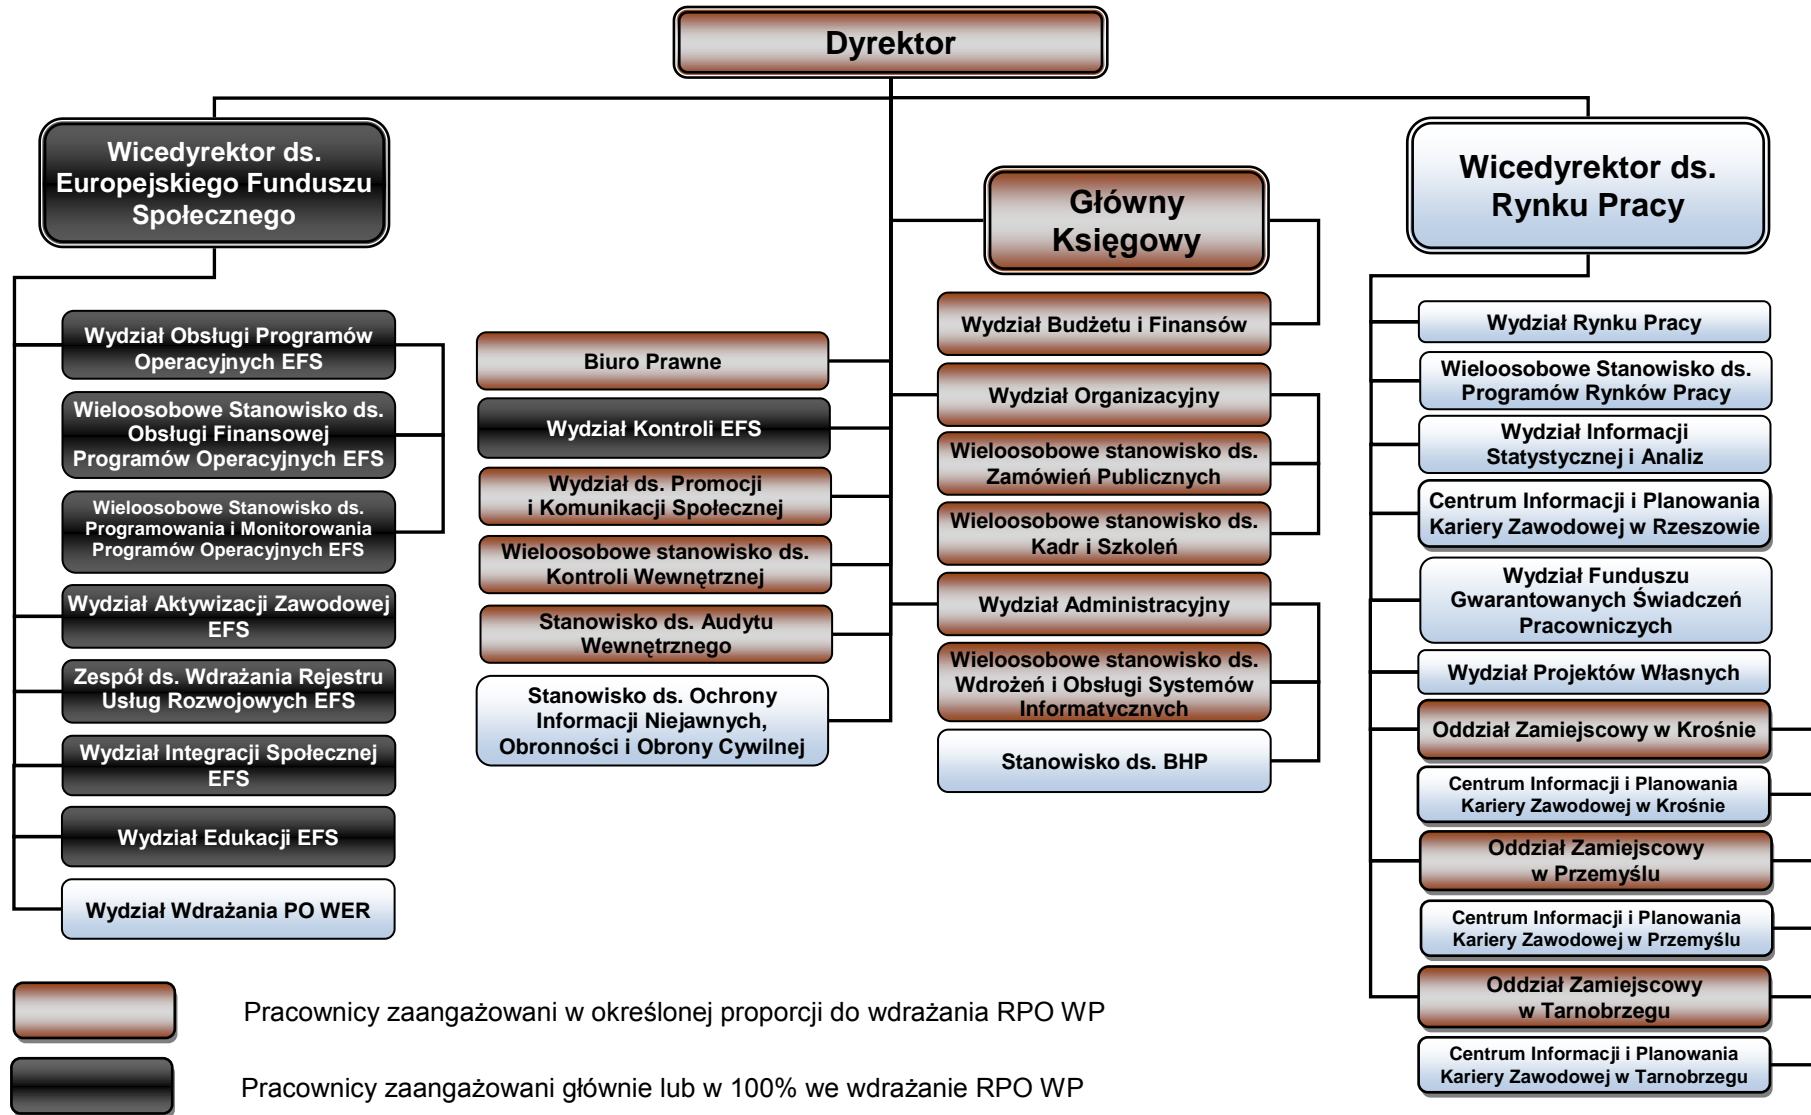 Dyrektor
Wicedyrektor ds.
Europejskiego Funduszu
Społecznego
Główny
Księgowy
Wicedyrektor ds.
Rynku Pracy
Wydział Obsługi Programów
Operacyjnych EFS
Wieloosobowe Stanowisko ds.
Obsługi Finansowej
Programów Operacyjnych EFS
Wieloosobowe Stanowisko ds.
Programowania i Monitorowania
Programów Operacyjnych EFS
Wydział Aktywizacji Zawodowej
EFS
Zespół ds. Wdrażania Rejestru
Usług Rozwojowych EFS
Wydział Integracji Społecznej
EFS
Wydział Edukacji EFS
Wydział Wdrażania PO WER
Biuro Prawne
Wydział Kontroli EFS
Wydział ds. Promocji
i Komunikacji Społecznej
Wieloosobowe stanowisko ds.
Kontroli Wewnętrznej
Stanowisko ds. Audytu
Wewnętrznego
Stanowisko ds. Ochrony
Informacji Niejawnych,
Obronności i Obrony Cywilnej
Wydział Budżetu i Finansów
Wydział Organizacyjny
Wieloosobowe stanowisko ds.
Zamówień Publicznych
Wieloosobowe stanowisko ds.
Kadr i Szkoleń
Wydział Administracyjny
Wieloosobowe stanowisko ds.
Wdrożeń i Obsługi Systemów
Informatycznych
Stanowisko ds. BHP
Wydział Rynku Pracy
Wieloosobowe Stanowisko ds.
Programów Rynków Pracy
Wydział Informacji
Statystycznej i Analiz
Centrum Informacji i Planowania
Kariery Zawodowej w Rzeszowie
Wydział Funduszu
Gwarantowanych Świadczeń
Pracowniczych
Wydział Projektów Własnych
Oddział Zamiejscowy w Krośnie
Centrum Informacji i Planowania
Kariery Zawodowej w Krośnie
Oddział Zamiejscowy
w Przemyślu
Centrum Informacji i Planowania
Kariery Zawodowej w Przemyślu
Oddział Zamiejscowy
w Tarnobrzegu
Centrum Informacji i Planowania
Kariery Zawodowej w Tarnobrzegu
Pracownicy zaangażowani w określonej proporcji do wdrażania RPO WP
Pracownicy zaangażowani głównie lub w 100% we wdrażanie RPO WP